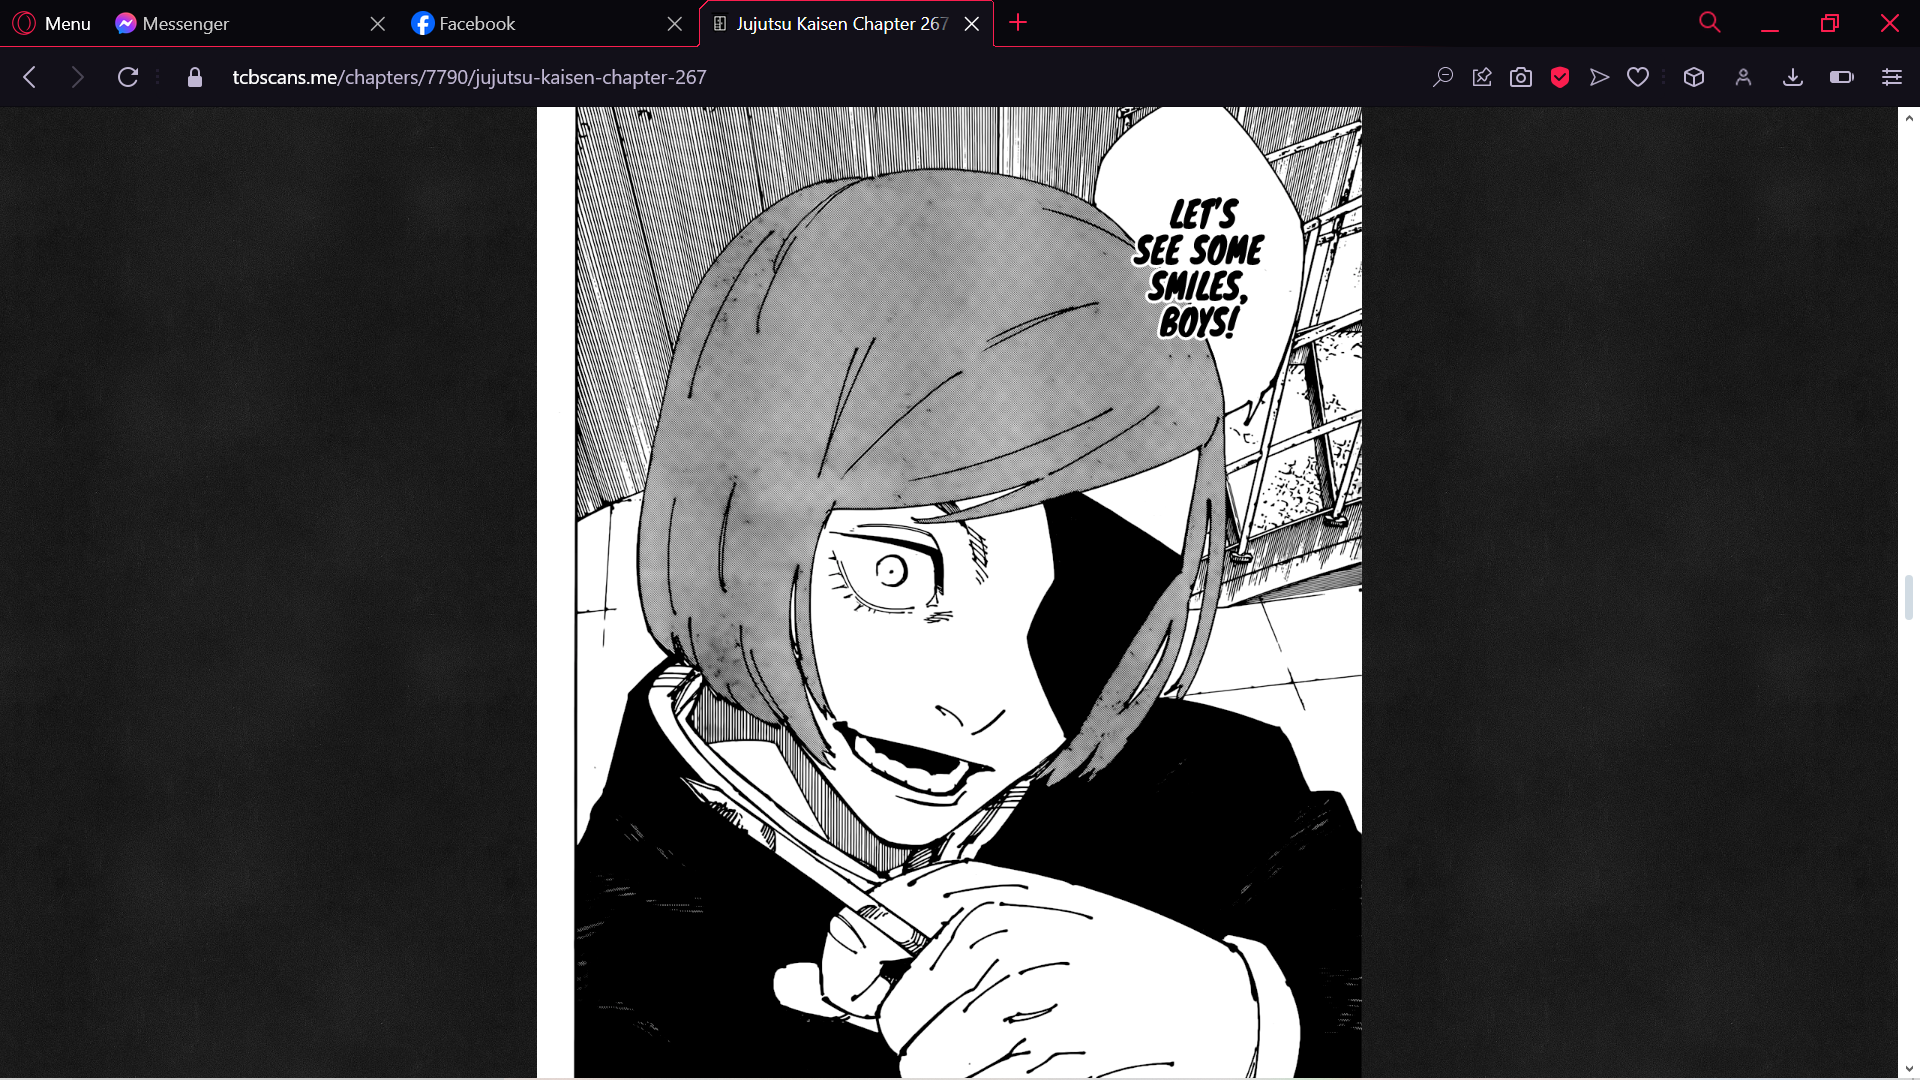 Menu
Messenger
Facebook
Jujutsu Kaisen Chapter 267
tcbscans.me/chapters/7790/jujutsu-kaisen-chapter-267
LET'S
SEE SOME
SMILES,
BOYS!